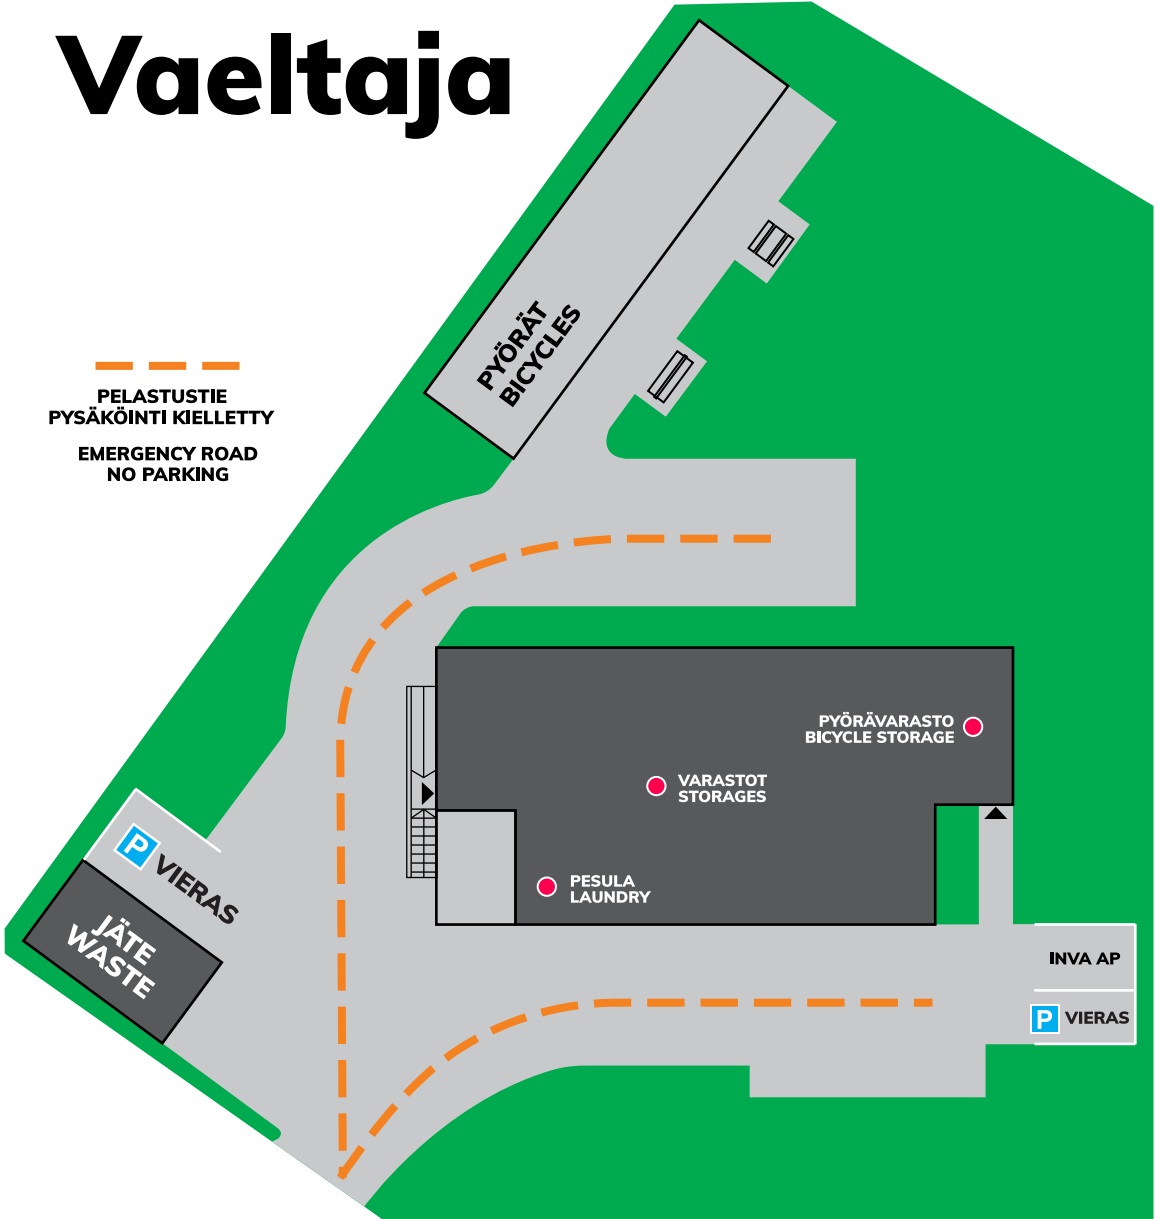 Vaeltaja
PYÖRÄT
BICYCLES
PELASTUSTIE
PYSÄKÖINTI KIELLETTY
EMERGENCY ROAD
NO PARKING
PYÖRÄVARASTO
BICYCLE STORAGE
VARASTOT
STORAGES
PESULA
LAUNDRY
P VIERAS
JÄTE
WASTE
INVA AP
P VIERAS